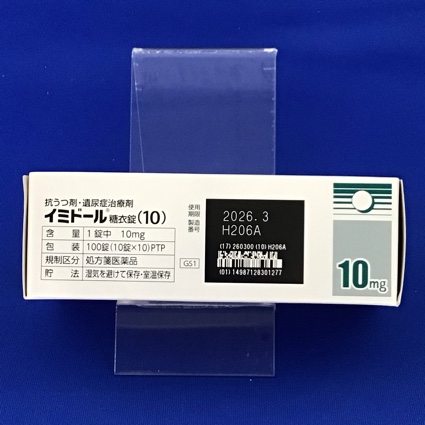 抗うつ剤・遺尿症治療剤
イミドール®糖衣錠(10)
含 量 1錠中 10mg
包 装 100錠(10錠×10)PTP
規制区分 処方箋医薬品
貯 法 湿気を避けて保存・室温保存
GS1
使用
期限
製造
番号
2026.3
H206A
(17) 260300 (10) H206A
(01) 14987128301277
10mg